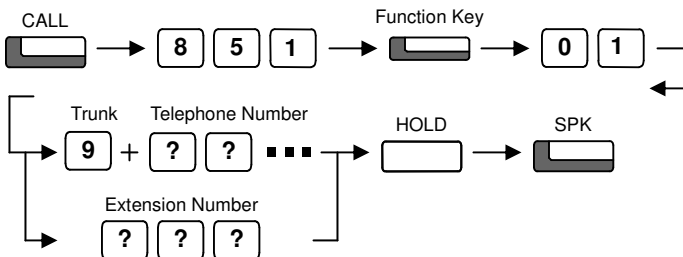 CALL
Function Key
8 5 1
0 1
Trunk
Telephone Number
HOLD
SPK
9 + ? ?
Extension Number
? ? ?